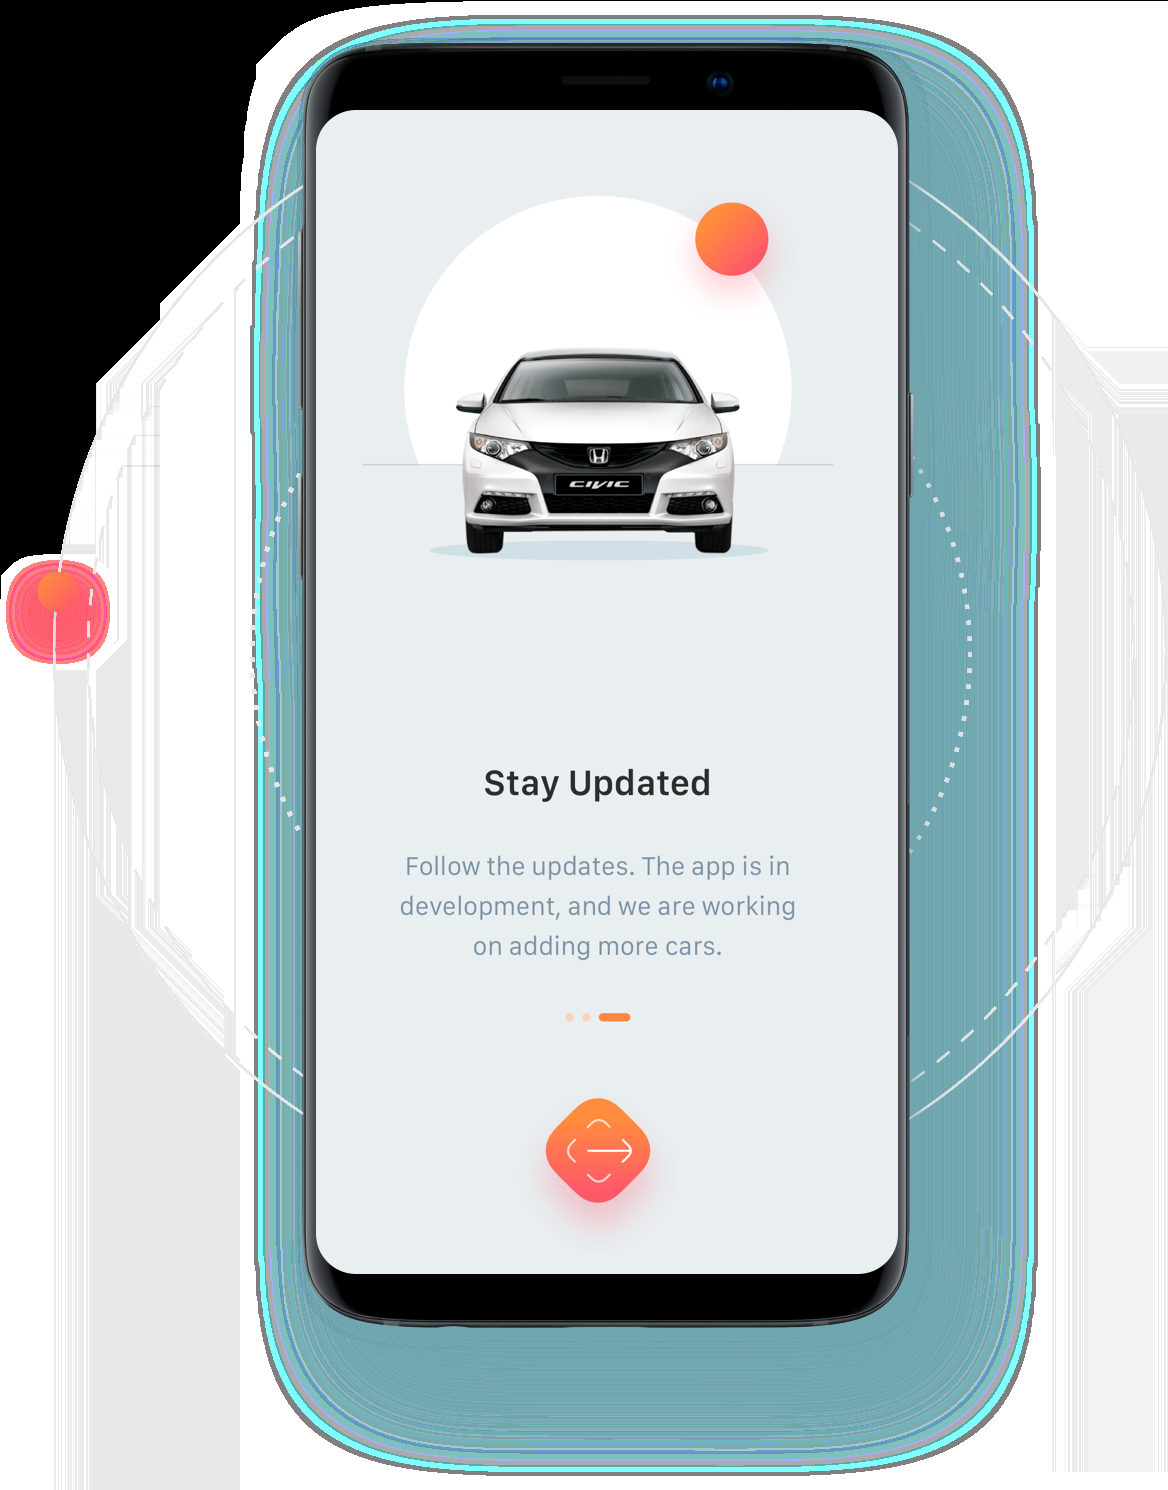 CIVIC
Stay Updated
Follow the updates. The app is in
development, and we are working
on adding more cars.